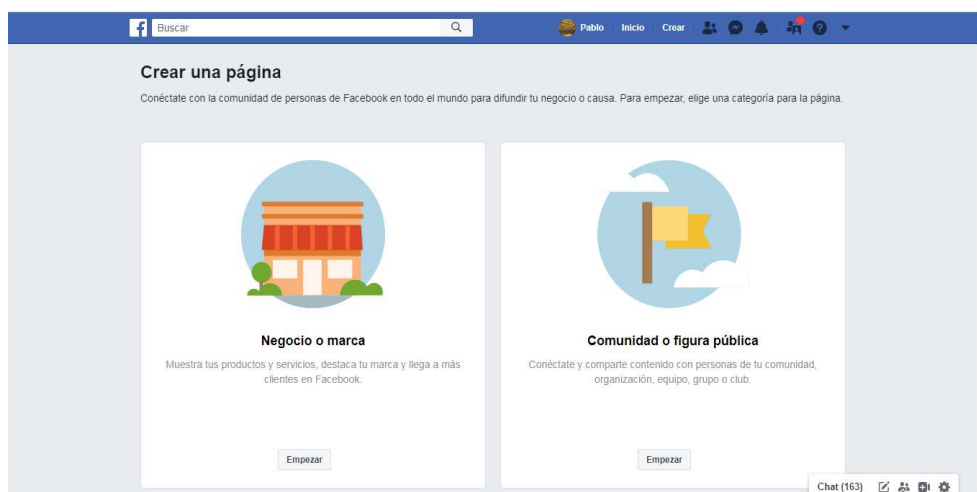 Buscar
Pablo Inicio Crear
Crear una página
Conéctate con la comunidad de personas de Facebook en todo el mundo para difundir tu negocio o causa. Para empezar, elige una categoría para la página.
Negocio o marca
Muestra tus productos y servicios, destaca tu marca y llega a más
clientes en Facebook.
Empezar
Comunidad o figura pública
Conéctate y comparte contenido con personas de tu comunidad,
organización, equipo, grupo o club.
Empezar
Chat (163)